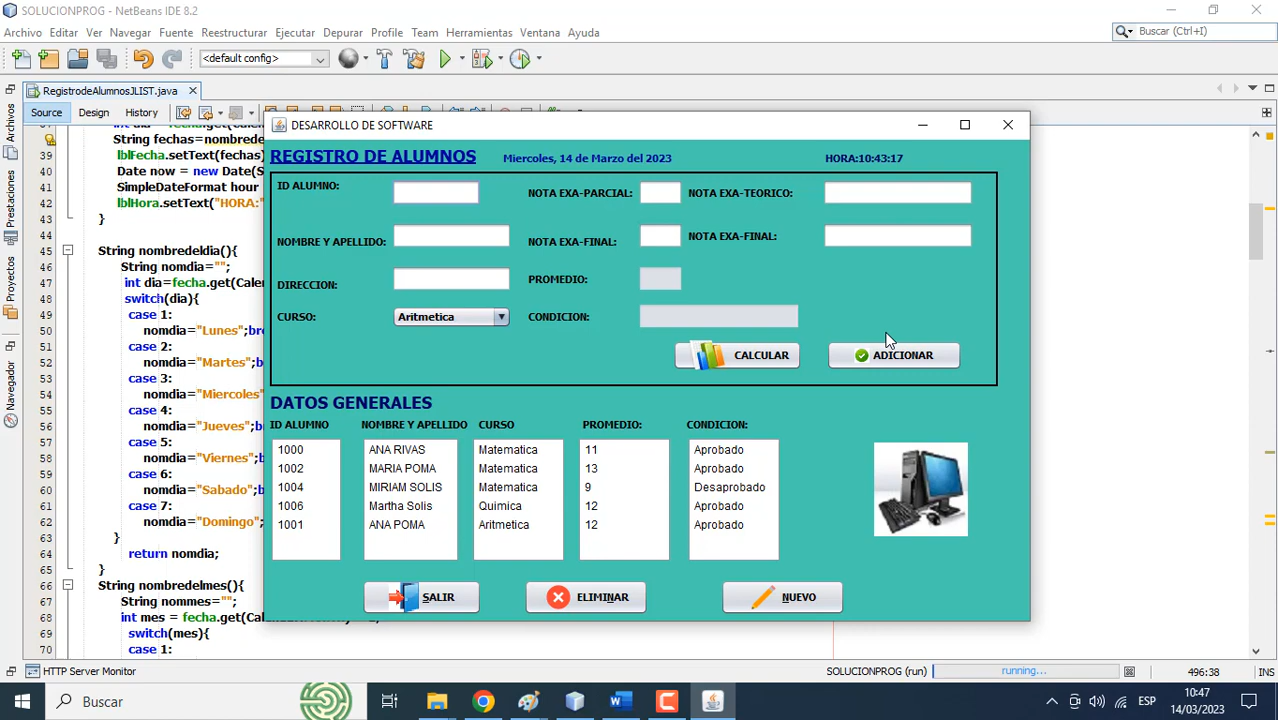 SOLUCIONPROG - NetBeans IDE 8.2
Archivo Editar Ver Navegar Fuente Reestructurar Ejecutar Depurar Profile Team Herramientas Ventana Ayuda
Buscar (Ctrl+I)
<default config>
RegistrodeAlumnosJLIST.java
Source Design History
String fechas=nombrede
39 lblFecha.setText(fechas)
40 Date now = new Date(S
41 SimpleDateFormat hour
42 lblHora.setText("HORA:"
43 }
44
45 String nombredeldia(){
46 String nomdia="";
47 int dia=fecha.get(Cale
48 switch(dia){
49 case 1:
50 nomdia="Lunes";br
51 case 2:
52 nomdia="Martes";b
53 case 3:
54 nomdia="Miercoles"
55 case 4:
56 nomdia="Jueves";b
57 case 5:
58 nomdia="Viernes";b
59 case 6:
60 nomdia="Sabado";b
61 case 7:
62 nomdia="Domingo";
63 }
64 return nomdia;
65 }
66 String nombredelmes(){
67 String nommes="";
68 int mes = fecha.get(Cal
69 switch(mes){
70 case 1:
Archivos
Prestaciones
Proyectos
Navegador
DESARROLLO DE SOFTWARE
REGISTRO DE ALUMNOS Miercoles, 14 de Marzo del 2023 HORA:10:43:17
ID ALUMNO: NOTA EXA-PARCIAL: NOTA EXA-TEORICO:
NOMBRE Y APELLIDO: NOTA EXA-FINAL: NOTA EXA-FINAL:
DIRECCION: PROMEDIO:
CURSO: Aritmetica CONDICION:
CALCULAR ADICIONAR
DATOS GENERALES
ID ALUMNO NOMBRE Y APELLIDO CURSO PROMEDIO: CONDICION:
1000 ANA RIVAS Matematica 11 Aprobado
1002 MARIA POMA Matematica 13 Aprobado
1004 MIRIAM SOLIS Matematica 9 Desaprobado
1006 Martha Solis Quimica 12 Aprobado
1001 ANA POMA Aritmetica 12 Aprobado
SALIR ELIMINAR NUEVO
HTTP Server Monitor
SOLUCIONPROG (run) running... 496:38 INS
Buscar
ESP
10:47
14/03/2023